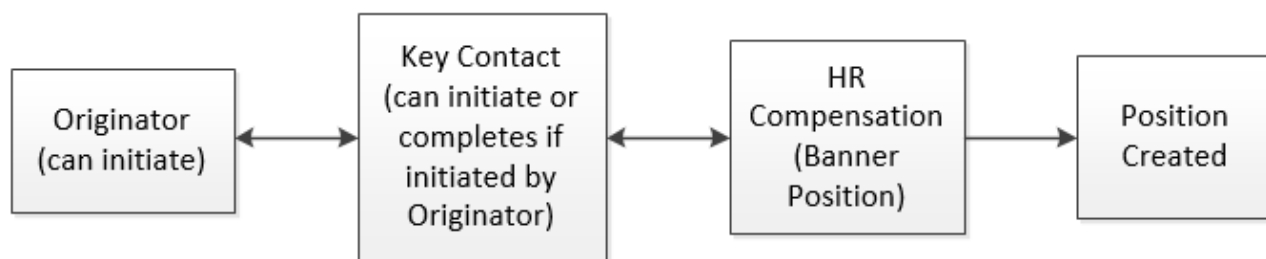 Originator
(can initiate)
Key Contact
(can initiate or
completes if
initiated by
Originator)
HR
Compensation
(Banner
Position)
Position
Created